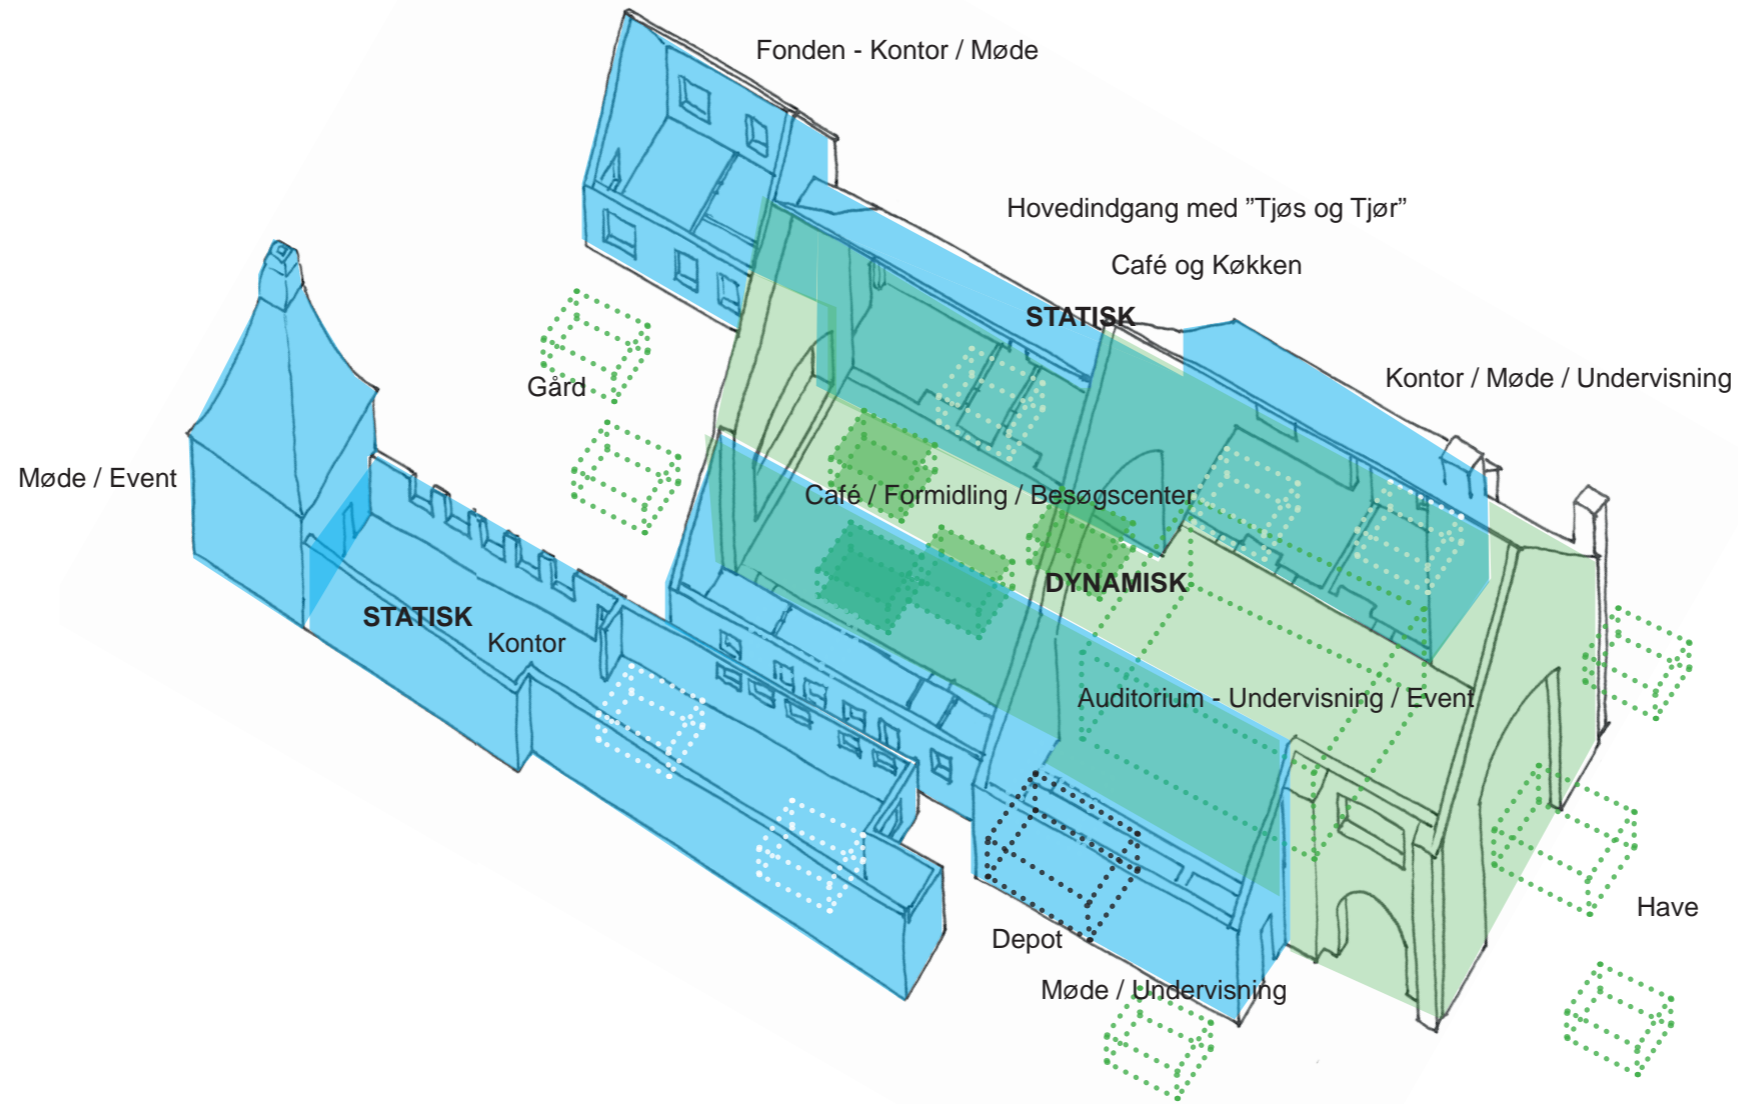 Fonden - Kontor / Møde
Hovedindgang med ”Tjøs og Tjør”
Café og Køkken
STATISK
Kontor / Møde / Undervisning
Gård
Møde / Event
Café / Formidling / Besøgscenter
DYNAMISK
STATISK
Kontor
Auditorium - Undervisning / Event
Have
Depot
Møde / Undervisning